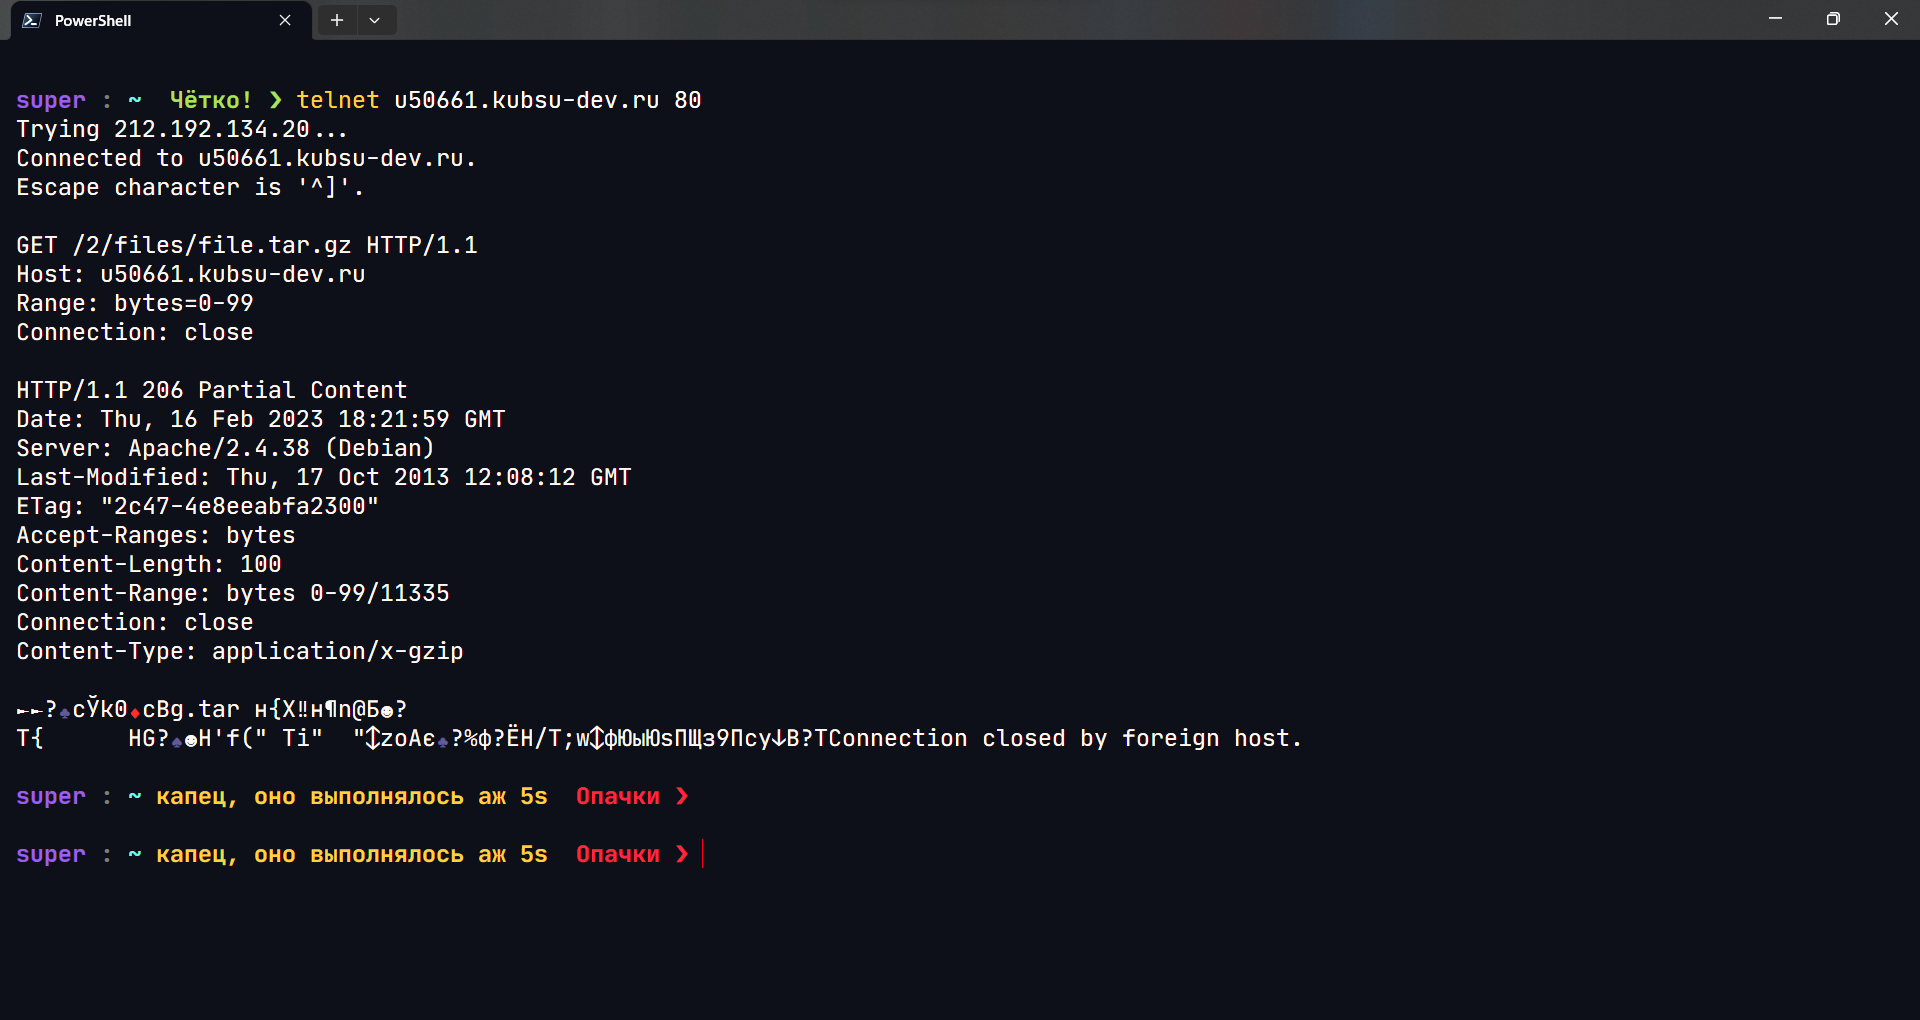 PowerShell
super : ~ Чётко! ❯ telnet u50661.kubsu-dev.ru 80
Trying 212.192.134.20...
Connected to u50661.kubsu-dev.ru.
Escape character is '^]'.
GET /2/files/file.tar.gz HTTP/1.1
Host: u50661.kubsu-dev.ru
Range: bytes=0-99
Connection: close
HTTP/1.1 206 Partial Content
Date: Thu, 16 Feb 2023 18:21:59 GMT
Server: Apache/2.4.38 (Debian)
Last-Modified: Thu, 17 Oct 2013 12:08:12 GMT
ETag: "2c47-4e8eeabfa2300"
Accept-Ranges: bytes
Content-Length: 100
Content-Range: bytes 0-99/11335
Connection: close
Content-Type: application/x-gzip
►►?♠cЎk0♦cBg.tar н{X‼н¶n@Б☻?
T{ HG?♠☻H'f(" Ti" "↕zoAє♠?%ф?ЁH/T;w↕фЮыЮsПЩз9Псу↓B?TConnection closed by foreign host.
super : ~ капец, оно выполнялось аж 5s Опачки ❯
super : ~ капец, оно выполнялось аж 5s Опачки ❯